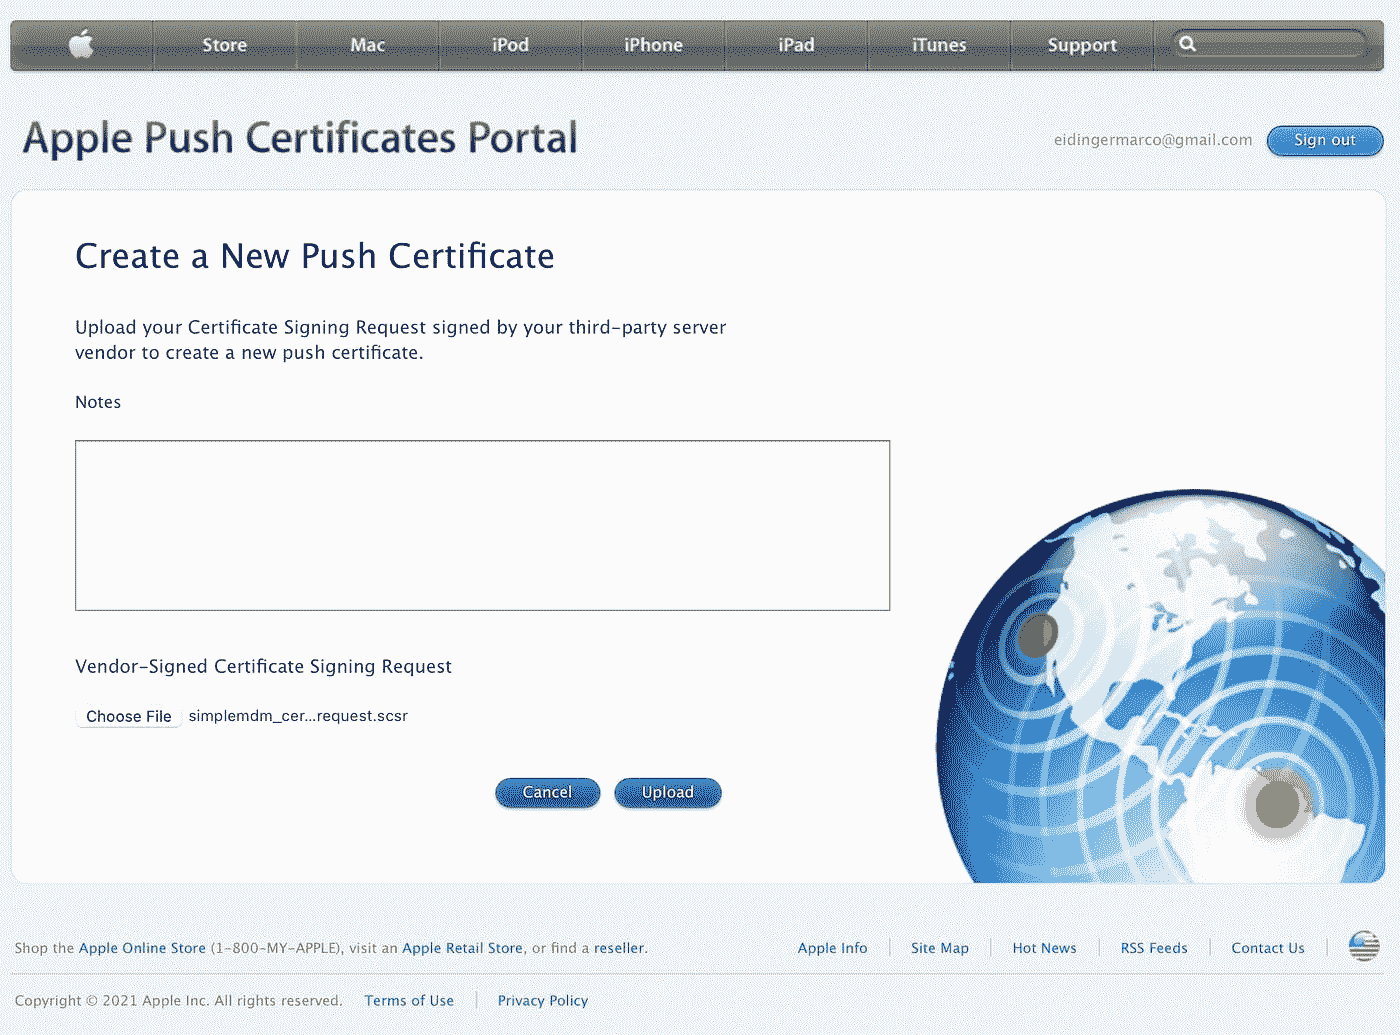 Store Mac iPod iPhone iPad iTunes Support
Apple Push Certificates Portal
eidingermarco@gmail.com Sign out
Create a New Push Certificate
Upload your Certificate Signing Request signed by your third-party server
vendor to create a new push certificate.
Notes
Vendor-Signed Certificate Signing Request
Choose File simplemdm_cer...request.scsr
Cancel Upload
Shop the Apple Online Store (1-800-MY-APPLE), visit an Apple Retail Store, or find a reseller.
Apple Info Site Map Hot News RSS Feeds Contact Us
Copyright © 2021 Apple Inc. All rights reserved. Terms of Use Privacy Policy